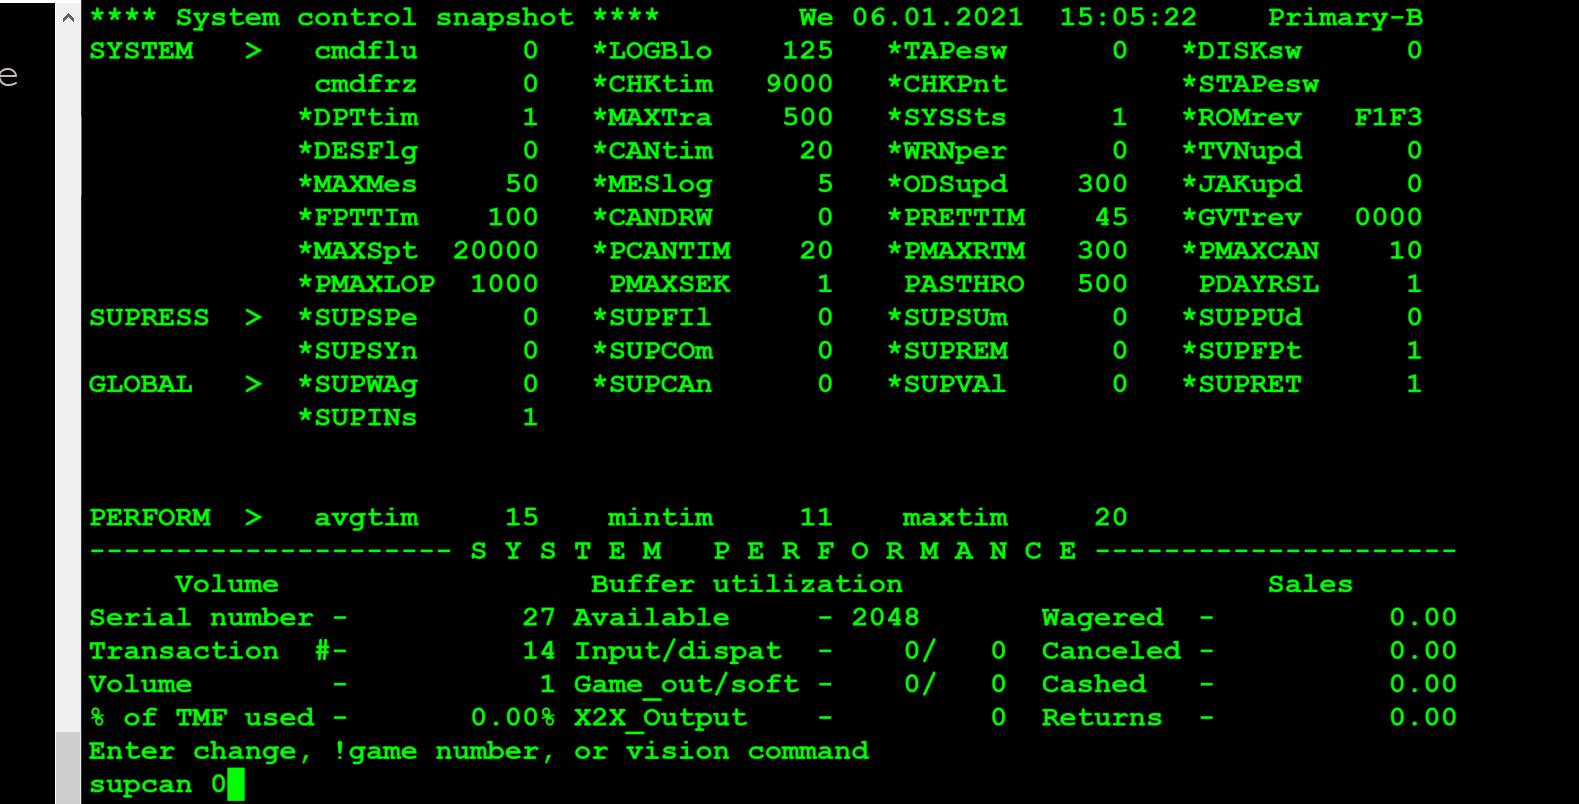 **** System control snapshot **** We 06.01.2021 15:05:22 Primary-B
SYSTEM > cmdflu 0 *LOGBlo 125 *TAPesw 0 *DISKsw 0
e
cmdfrz 0 *CHKtim 9000 *CHKPnt *STAPesw
*DPTtim 1 *MAXTra 500 *SYSSts 1 *ROMrev F1F3
*DESFlg 0 *CANtim 20 *WRNper 0 *TVNupd 0
*MAXMes 50 *MESlog 5 *ODSupd 300 *JAKupd 0
*FPTTIm 100 *CANDRW 0 *PRETTIM 45 *GVTrev 0000
*MAXSpt 20000 *PCANTIM 20 *PMAXRTM 300 *PMAXCAN 10
*PMAXLOP 1000 PMAXSEK 1 PASTHRO 500 PDAYRSL 1
SUPRESS > *SUPSPe 0 *SUPFIl 0 *SUPSUm 0 *SUPPUd 0
*SUPSYn 0 *SUPCOm 0 *SUPREM 0 *SUPFPt 1
GLOBAL > *SUPWAg 0 *SUPCAn 0 *SUPVAl 0 *SUPRET 1
*SUPINs 1
PERFORM > avgtim 15 mintim 11 maxtim 20
--------------------- S Y S T E M P E R F O R M A N C E ---------------------
Volume Buffer utilization Sales
Serial number - 27 Available - 2048 Wagered - 0.00
Transaction #- 14 Input/dispat - 0/ 0 Canceled - 0.00
Volume - 1 Game_out/soft - 0/ 0 Cashed - 0.00
% of TMF used - 0.00% X2X_Output - 0 Returns - 0.00
Enter change, !game number, or vision command
supcan 0